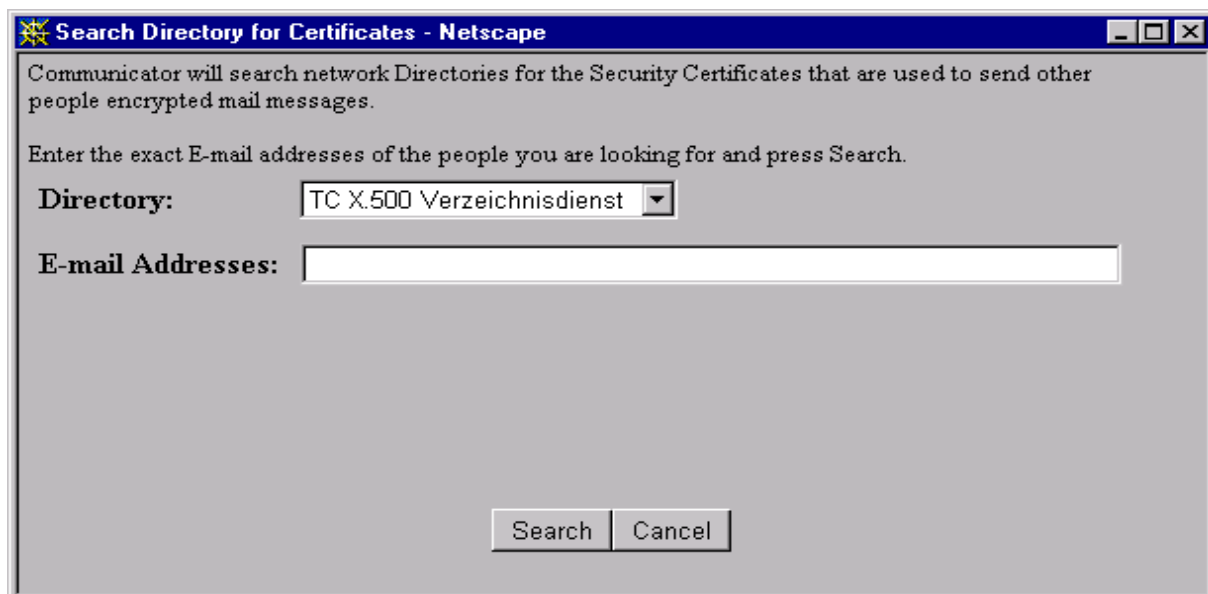 Search Directory for Certificates - Netscape
Communicator will search network Directories for the Security Certificates that are used to send other
people encrypted mail messages.
Enter the exact E-mail addresses of the people you are looking for and press Search.
Directory: TC X.500 Verzeichnisdienst
E-mail Addresses:
Search Cancel